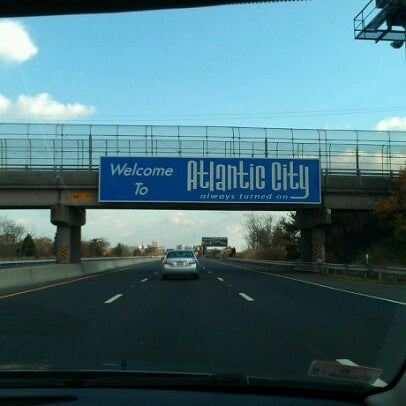 Welcome
To
Atlantic City
always turned on